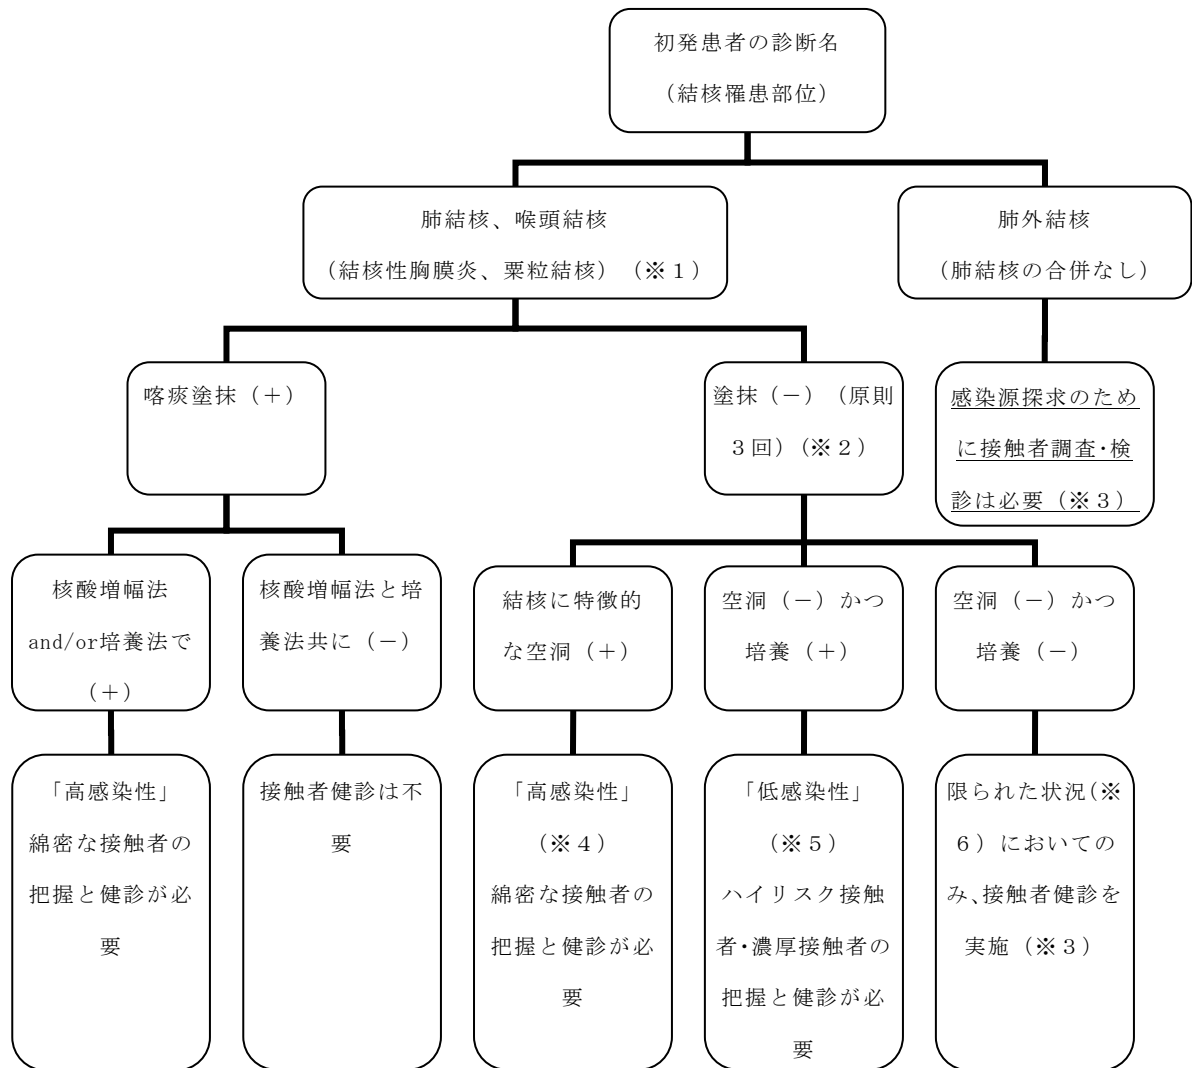 初発患者の診断名
（結核罹患部位）
肺結核、喉頭結核
（結核性胸膜炎、粟粒結核）（※１）
肺外結核
（肺結核の合併なし）
喀痰塗抹（＋）
塗抹（－）（原則
３回）（※２）
感染源探求のため
に接触者調査・検
診は必要（※３）
核酸増幅法
and/or培養法で
（＋）
核酸増幅法と培
養法共に（－）
結核に特徴的
な空洞（＋）
空洞（－）かつ
培養（＋）
空洞（－）かつ
培養（－）
「高感染性」
綿密な接触者の
把握と健診が必
要
接触者健診は不
要
「高感染性」
（※４）
綿密な接触者の
把握と健診が必
要
「低感染性」
（※５）
ハイリスク接触
者・濃厚接触者の
把握と健診が必
要
限られた状況（※
６）においての
み、接触者健診を
実施（※３）